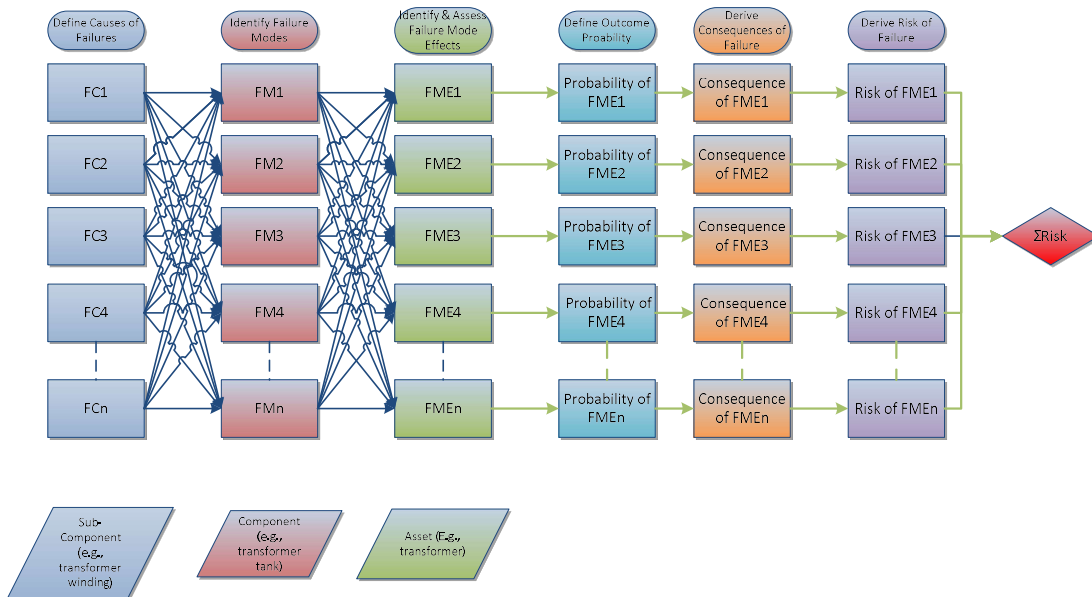 Define Causes of
Failures
Identify Failure
Modes
Identify & Assess
Failure Mode
Effects
Define Outcome
Proability
Derive
Consequences of
Failure
Derive Risk of
Failure
FC1
FM1
FME1
Probability of
FME1
Consequence
of FME1
Risk of FME1
FC2
FM2
FME2
Probability of
FME2
Consequence
of FME2
Risk of FME2
FC3
FM3
FME3
Probability of
FME3
Consequence
of FME3
Risk of FME3
ΣRisk
FC4
FM4
FME4
Probability of
FME4
Consequence
of FME4
Risk of FME4
FCn
FMn
FMEn
Probability of
FMEn
Consequence
of FMEn
Risk of FMEn
Sub-
Component
(e.g.,
transformer
winding)
Component
(e.g.,
transformer
tank)
Asset (E.g.,
transformer)